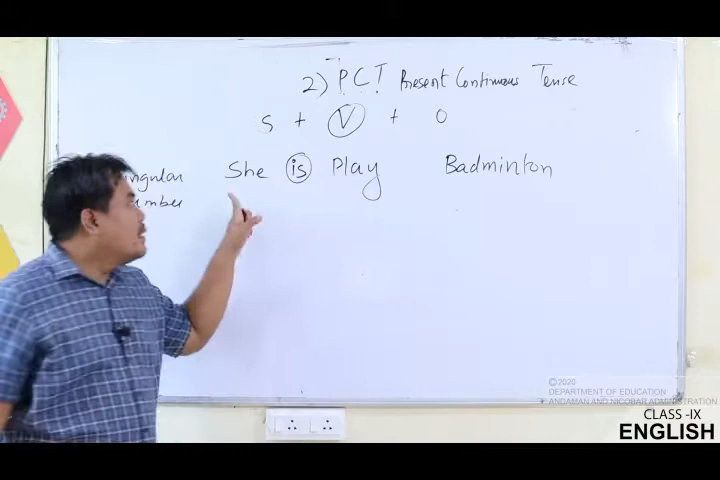 2) PCT Present Continuous Tense
S + V + O
She is Play Badminton
©2020
DEPARTMENT OF EDUCATION
ANDAMAN AND NICOBAR ADMINISTRATION
CLASS -IX
ENGLISH